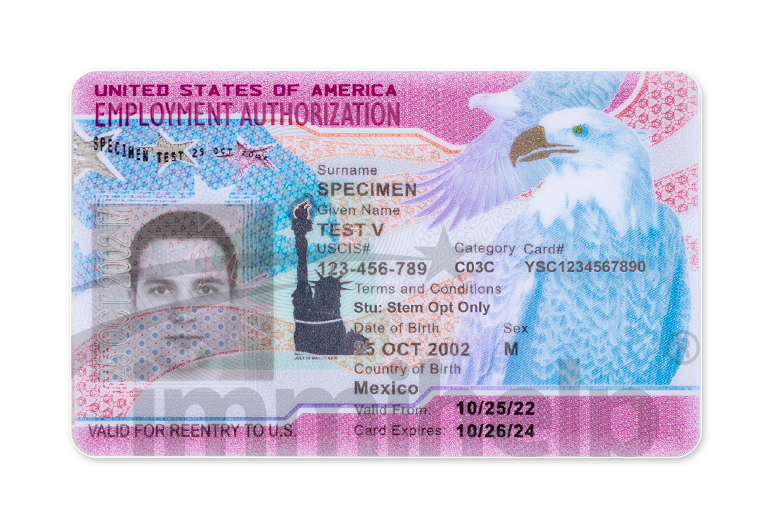 UNITED STATES OF AMERICA
EMPLOYMENT AUTHORIZATION
SPECIMEN TEST 25 OCT 2002
Surname
SPECIMEN
Given Name
TEST V
USCIS# Category Card#
123-456-789 C03C YSC1234567890
Terms and Conditions
Stu: Stem Opt Only
Date of Birth Sex
25 OCT 2002 M
Country of Birth
Mexico
Valid From: 10/25/22
Card Expires: 10/26/24
VALID FOR REENTRY TO U.S.
immihelp®